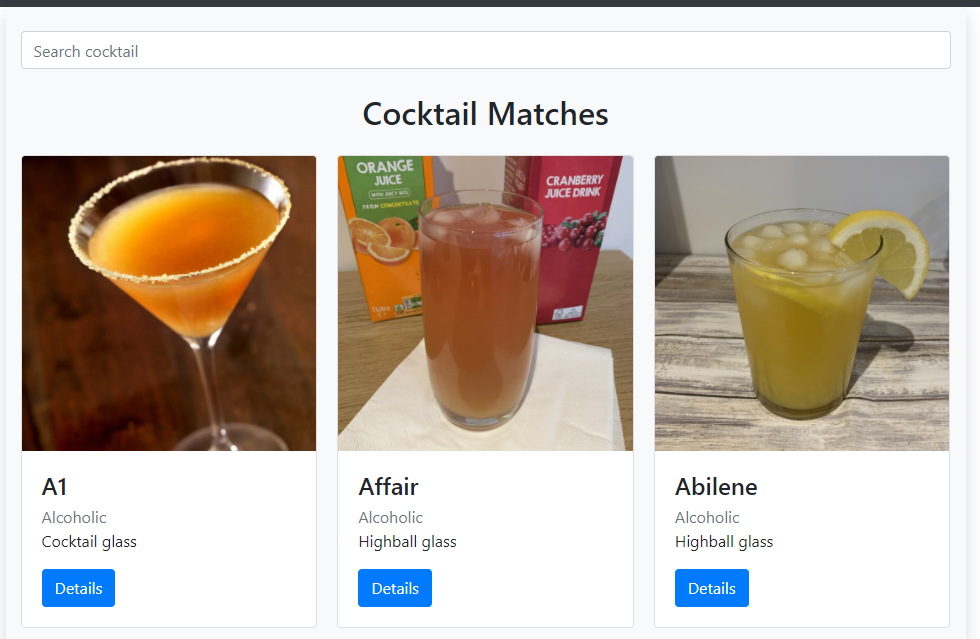 Search cocktail
Cocktail Matches
ORANGE
JUICE
WITH JUICY BITS
FROM CONCENTRATE
CRANBERRY
JUICE DRINK
A1
Alcoholic
Cocktail glass
Details
Affair
Alcoholic
Highball glass
Details
Abilene
Alcoholic
Highball glass
Details